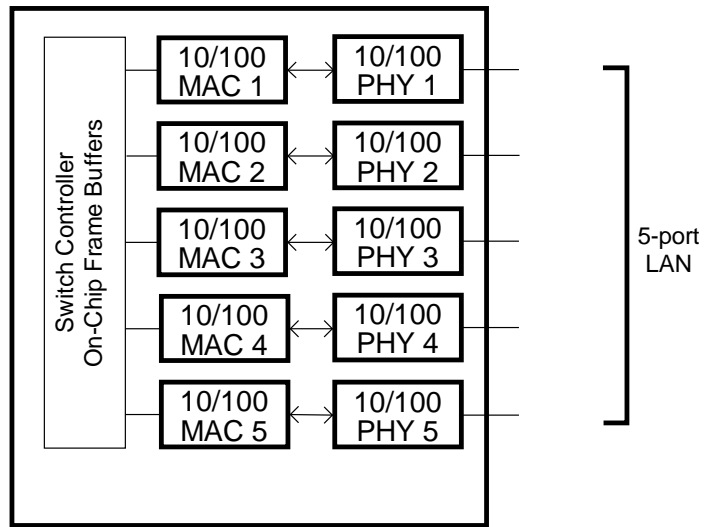 Switch Controller
On-Chip Frame Buffers
10/100
MAC 1
10/100
PHY 1
10/100
MAC 2
10/100
PHY 2
10/100
MAC 3
10/100
PHY 3
10/100
MAC 4
10/100
PHY 4
10/100
MAC 5
10/100
PHY 5
5-port
LAN